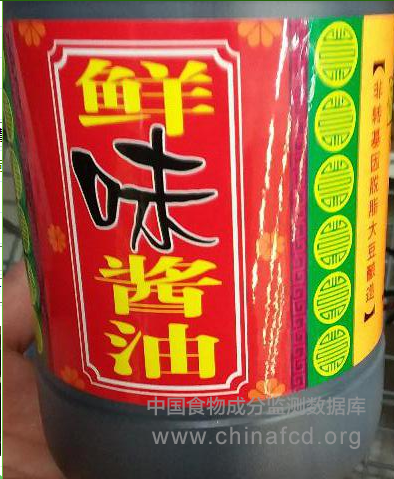 鲜
味
酱
油
【非转基因脱脂大豆酿造】
中国食物成分监测数据库
www.chinafcd.org